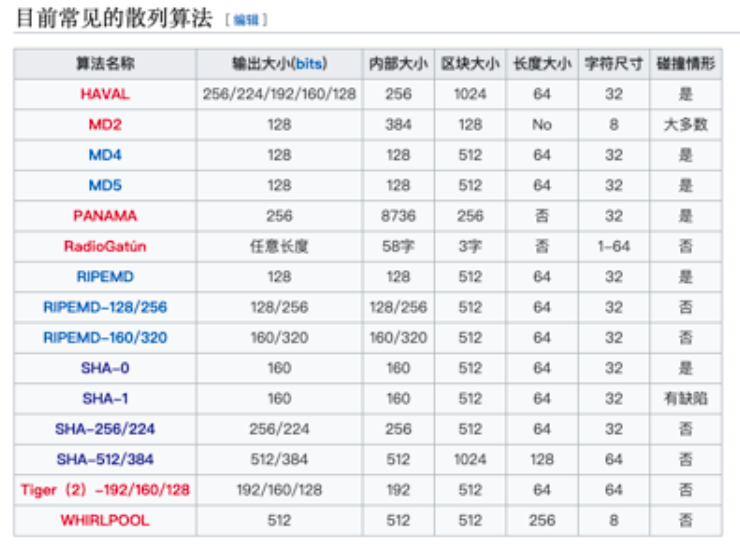 目前常见的散列算法 [编辑]
算法名称 输出大小(bits) 内部大小 区块大小 长度大小 字符尺寸 碰撞情形
HAVAL 256/224/192/160/128 256 1024 64 32 是
MD2 128 384 128 No 8 大多数
MD4 128 128 512 64 32 是
MD5 128 128 512 64 32 是
PANAMA 256 8736 256 否 32 是
RadioGatún 任意长度 58字 3字 否 1-64 否
RIPEMD 128 128 512 64 32 是
RIPEMD-128/256 128/256 128/256 512 64 32 否
RIPEMD-160/320 160/320 160/320 512 64 32 否
SHA-0 160 160 512 64 32 是
SHA-1 160 160 512 64 32 有缺陷
SHA-256/224 256/224 256 512 64 32 否
SHA-512/384 512/384 512 1024 128 64 否
Tiger（2）-192/160/128 192/160/128 192 512 64 64 否
WHIRLPOOL 512 512 512 256 8 否